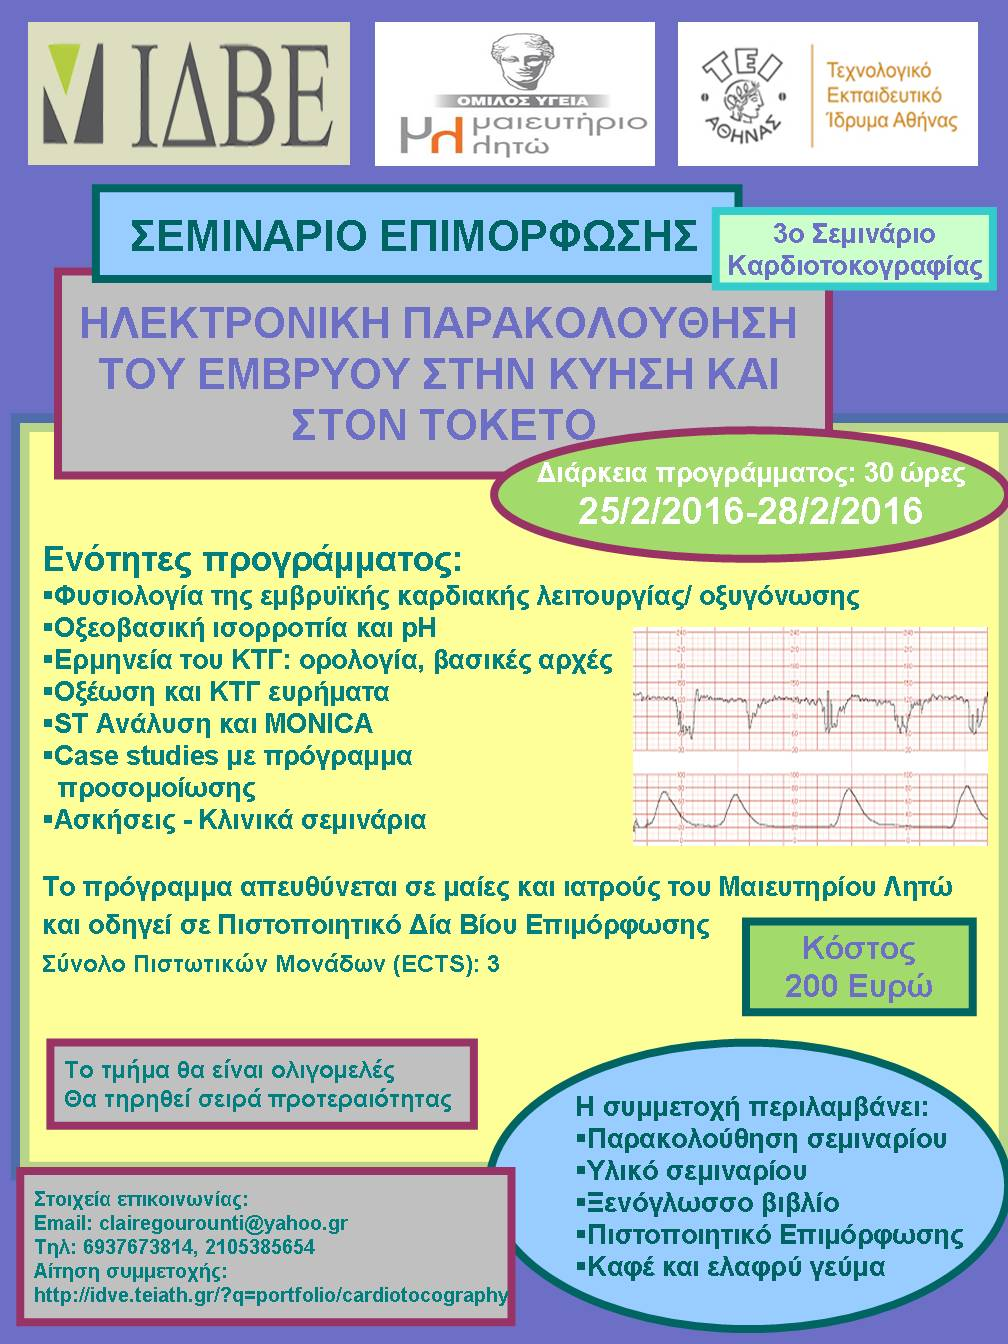 ΙΔΒΕ
ΟΜΙΛΟΣ ΥΓΕΙΑ
μαιευτήριο
λητώ
ΤΕΙ
ΑΘΗΝΑΣ
Τεχνολογικό
Εκπαιδευτικό
Ίδρυμα Αθήνας
ΣΕΜΙΝΑΡΙΟ ΕΠΙΜΟΡΦΩΣΗΣ
3ο Σεμινάριο
Καρδιοτοκογραφίας
ΗΛΕΚΤΡΟΝΙΚΗ ΠΑΡΑΚΟΛΟΥΘΗΣΗ
ΤΟΥ ΕΜΒΡΥΟΥ ΣΤΗΝ ΚΥΗΣΗ ΚΑΙ
ΣΤΟΝ ΤΟΚΕΤΟ
Διάρκεια προγράμματος: 30 ώρες
25/2/2016-28/2/2016
Ενότητες προγράμματος:
▪Φυσιολογία της εμβρυϊκής καρδιακής λειτουργίας/ οξυγόνωσης
▪Οξεοβασική ισορροπία και pH
▪Ερμηνεία του ΚΤΓ: ορολογία, βασικές αρχές
▪Οξέωση και ΚΤΓ ευρήματα
▪ST Ανάλυση και MONICA
▪Case studies με πρόγραμμα
προσομοίωσης
▪Ασκήσεις - Κλινικά σεμινάρια
Το πρόγραμμα απευθύνεται σε μαίες και ιατρούς του Μαιευτηρίου Λητώ
και οδηγεί σε Πιστοποιητικό Δία Βίου Επιμόρφωσης
Σύνολο Πιστωτικών Μονάδων (ECTS): 3
Κόστος
200 Ευρώ
Το τμήμα θα είναι ολιγομελές
Θα τηρηθεί σειρά προτεραιότητας
Η συμμετοχή περιλαμβάνει:
▪Παρακολούθηση σεμιναρίου
▪Υλικό σεμιναρίου
▪Ξενόγλωσσο βιβλίο
▪Πιστοποιητικό Επιμόρφωσης
▪Καφέ και ελαφρύ γεύμα
Στοιχεία επικοινωνίας:
Email: clairegourounti@yahoo.gr
Τηλ: 6937673814, 2105385654
Αίτηση συμμετοχής:
http://idve.teiath.gr/?q=portfolio/cardiotocography